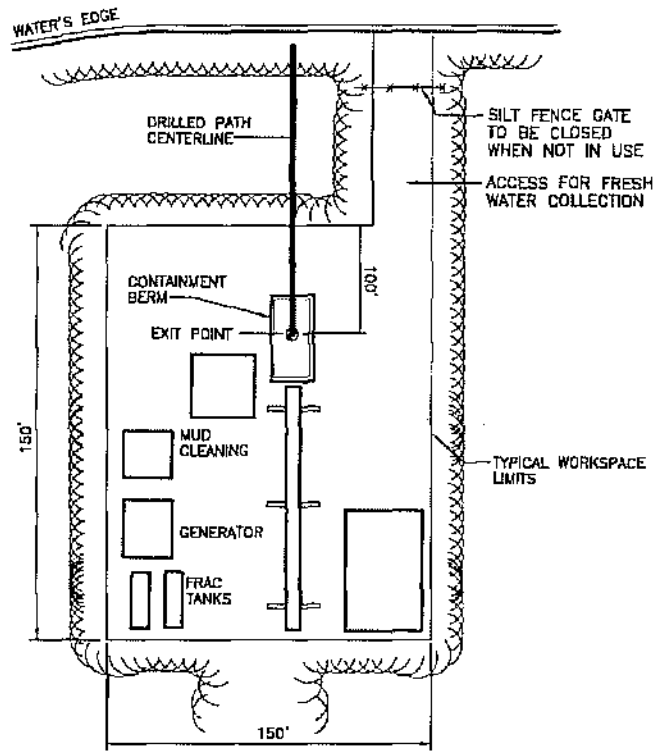 WATER'S EDGE
DRILLED PATH
CENTERLINE
SILT FENCE GATE
TO BE CLOSED
WHEN NOT IN USE
ACCESS FOR FRESH
WATER COLLECTION
100'
CONTAINMENT
BERM
EXIT POINT
150'
MUD
CLEANING
TYPICAL WORKSPACE
LIMITS
GENERATOR
FRAC
TANKS
150'